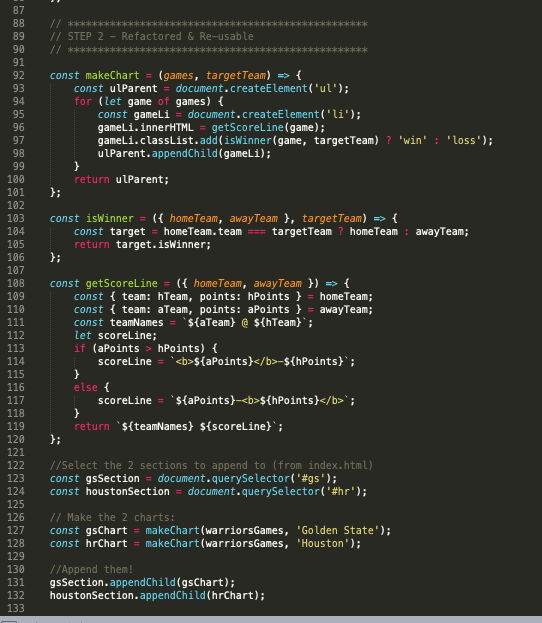 87
88 // **************************************************
89 // STEP 2 - Refactored & Re-usable
90 // **************************************************
91
92 const makeChart = (games, targetTeam) => {
93 const ulParent = document.createElement('ul');
94 for (let game of games) {
95 const gameLi = document.createElement('li');
96 gameLi.innerHTML = getScoreLine(game);
97 gameLi.classList.add(isWinner(game, targetTeam) ? 'win' : 'loss');
98 ulParent.appendChild(gameLi);
99 }
100 return ulParent;
101 };
102
103 const isWinner = ({ homeTeam, awayTeam }, targetTeam) => {
104 const target = homeTeam.team === targetTeam ? homeTeam : awayTeam;
105 return target.isWinner;
106 };
107
108 const getScoreLine = ({ homeTeam, awayTeam }) => {
109 const { team: hTeam, points: hPoints } = homeTeam;
110 const { team: aTeam, points: aPoints } = awayTeam;
111 const teamNames = `${aTeam} @ ${hTeam}`;
112 let scoreLine;
113 if (aPoints > hPoints) {
114 scoreLine = `<b>${aPoints}</b>-${hPoints}`;
115 }
116 else {
117 scoreLine = `${aPoints}-<b>${hPoints}</b>`;
118 }
119 return `${teamNames} ${scoreLine}`;
120 };
121
122 //Select the 2 sections to append to (from index.html)
123 const gsSection = document.querySelector('#gs');
124 const houstonSection = document.querySelector('#hr');
125
126 // Make the 2 charts:
127 const gsChart = makeChart(warriorsGames, 'Golden State');
128 const hrChart = makeChart(warriorsGames, 'Houston');
129
130 //Append them!
131 gsSection.appendChild(gsChart);
132 houstonSection.appendChild(hrChart);
133